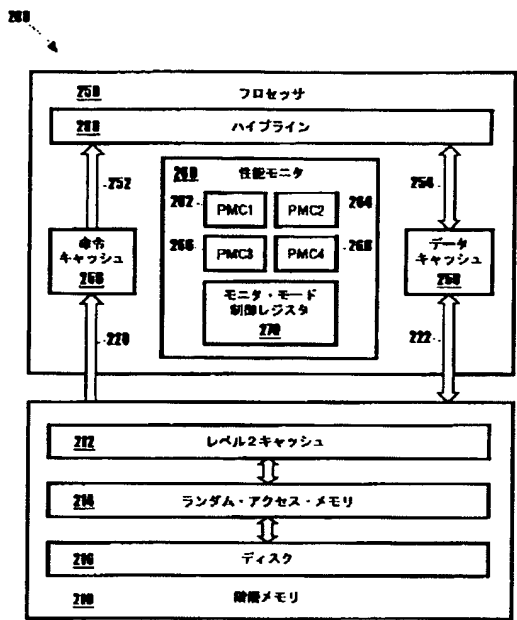 200
250 プロセッサ
280 パイプライン
252
260 性能モニタ
254
262 PMC1 PMC2 264
266 PMC3 PMC4 268
命令
キャッシュ
256
データ
キャッシュ
258
モニタ・モード
制御レジスタ
270
220
222
212 レベル2キャッシュ
214 ランダム・アクセス・メモリ
216 ディスク
210 階層メモリ